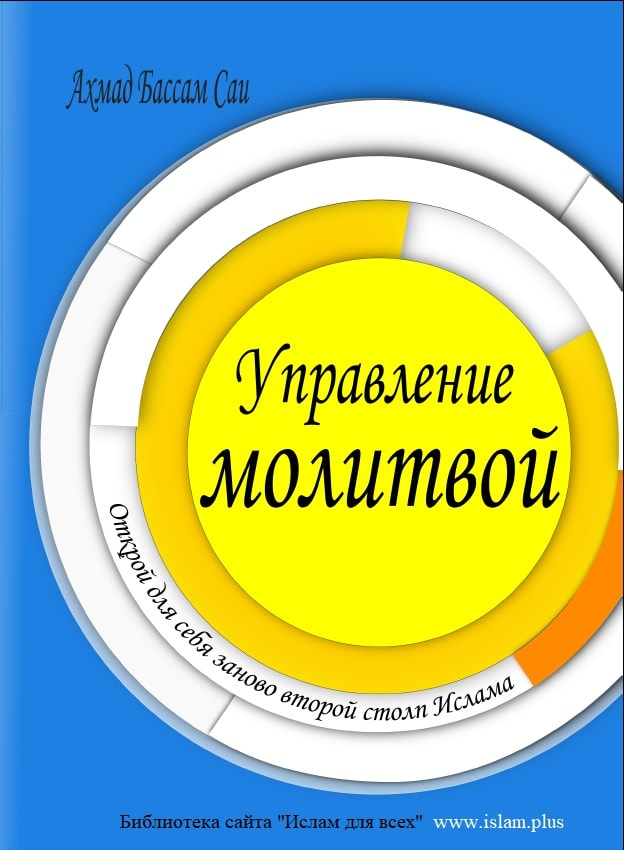 Ахмад Бассам Саи
Управление
молитвой
Открой для себя заново второй столп Ислама
Библиотека сайта "Ислам для всех" www.islam.plus